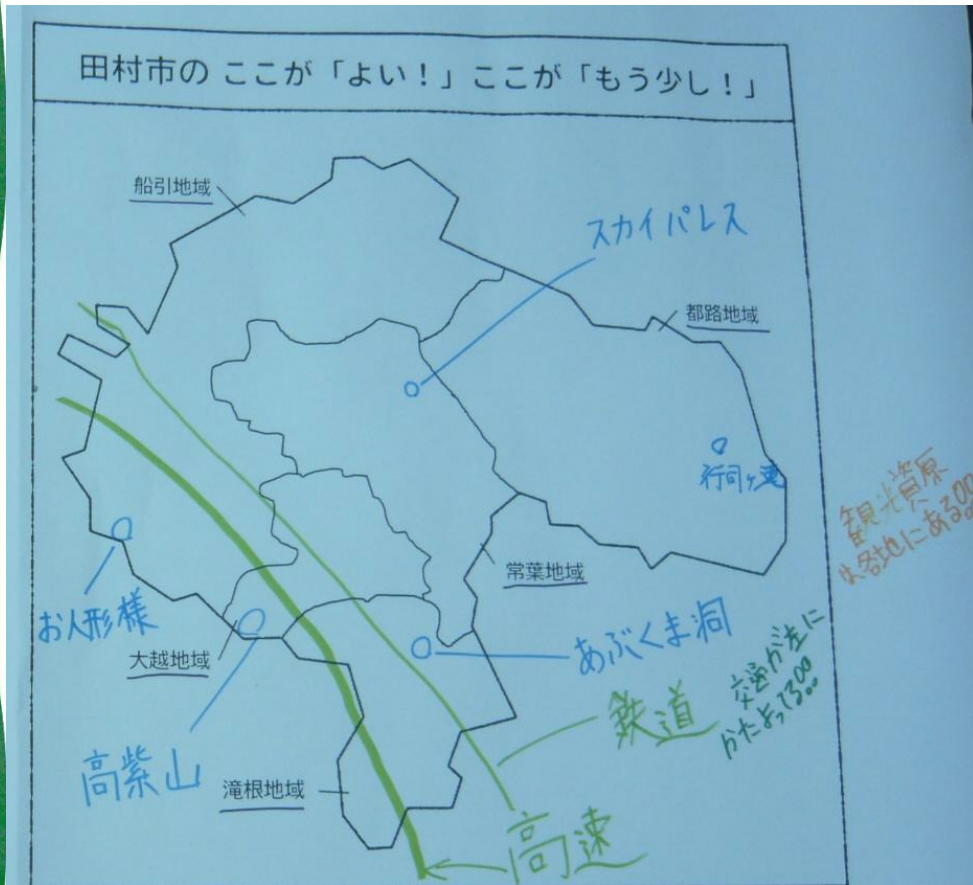 田村市の ここが「よい!」ここが「もう少し!」
船引地域
スカイパレス
都路地域
行司ヶ滝
観光資原
は各地にある。。
常葉地域
お人形様
大越地域
あぶくま洞
交通が左に
かたよってる。。
鉄道
高柴山
滝根地域
高速